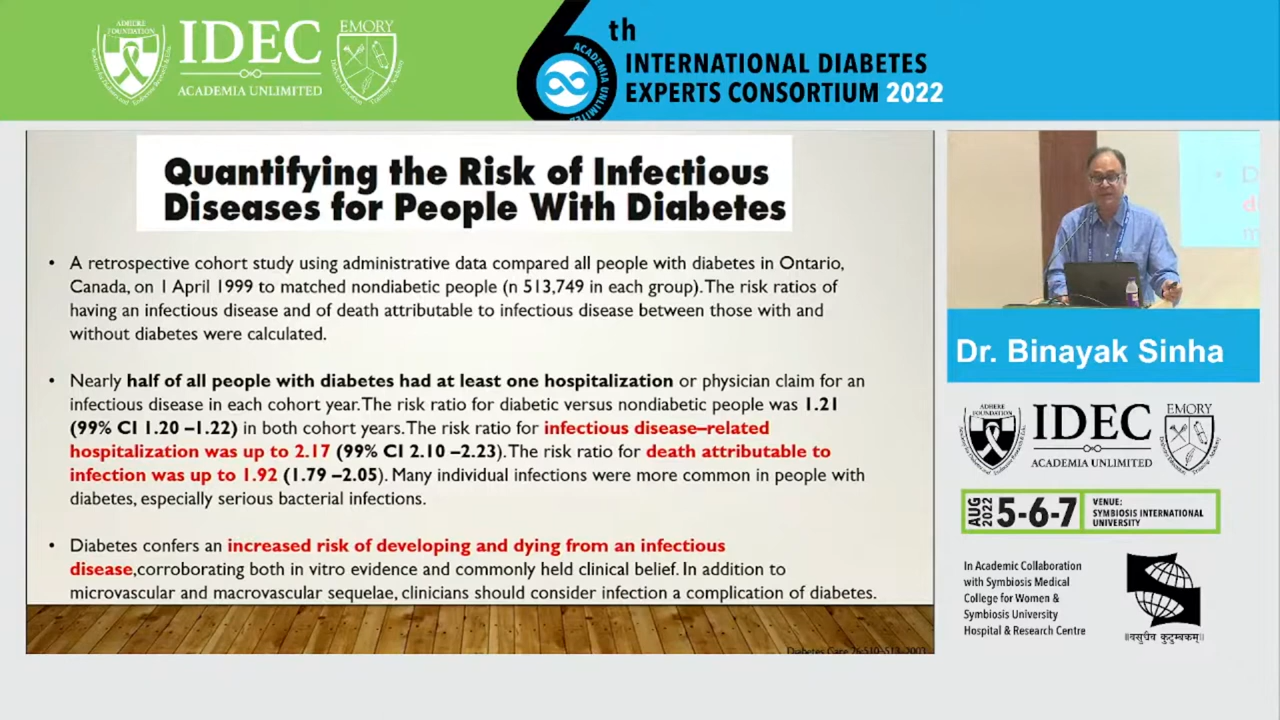 ADHERE
FOUNDATION
IDEC
ACADEMIA UNLIMITED
EMORY
6th
ACADEMIA UNLIMITED
INTERNATIONAL DIABETES
EXPERTS CONSORTIUM 2022
Quantifying the Risk of Infectious
Diseases for People With Diabetes
• A retrospective cohort study using administrative data compared all people with diabetes in Ontario,
Canada, on 1 April 1999 to matched nondiabetic people (n 513,749 in each group). The risk ratios of
having an infectious disease and of death attributable to infectious disease between those with and
without diabetes were calculated.
• Nearly half of all people with diabetes had at least one hospitalization or physician claim for an
infectious disease in each cohort year. The risk ratio for diabetic versus nondiabetic people was 1.21
(99% CI 1.20 –1.22) in both cohort years. The risk ratio for infectious disease–related
hospitalization was up to 2.17 (99% CI 2.10 –2.23). The risk ratio for death attributable to
infection was up to 1.92 (1.79 –2.05). Many individual infections were more common in people with
diabetes, especially serious bacterial infections.
• Diabetes confers an increased risk of developing and dying from an infectious
disease,corroborating both in vitro evidence and commonly held clinical belief. In addition to
microvascular and macrovascular sequelae, clinicians should consider infection a complication of diabetes.
Diabetes Care 26:510–513, 2003
Dr. Binayak Sinha
ADHERE
FOUNDATION
IDEC
ACADEMIA UNLIMITED
EMORY
AUG 2022
5-6-7
VENUE:
SYMBIOSIS INTERNATIONAL
UNIVERSITY
In Academic Collaboration
with Symbiosis Medical
College for Women &
Symbiosis University
Hospital & Research Centre
॥वसुधैव कुटुम्बकम्॥